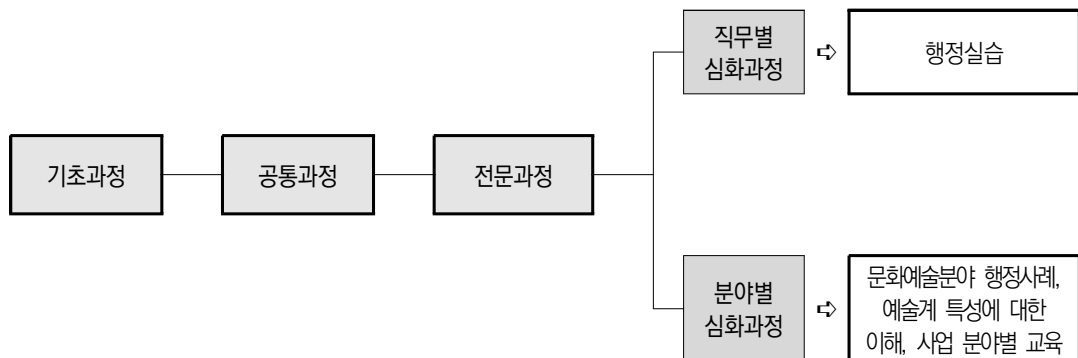 직무별
심화과정
행정실습
기초과정
공통과정
전문과정
분야별
심화과정
문화예술분야 행정사례,
예술계 특성에 대한
이해, 사업 분야별 교육